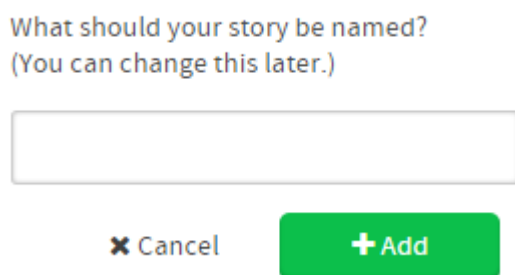 What should your story be named?
(You can change this later.)
✖ Cancel
✚ Add